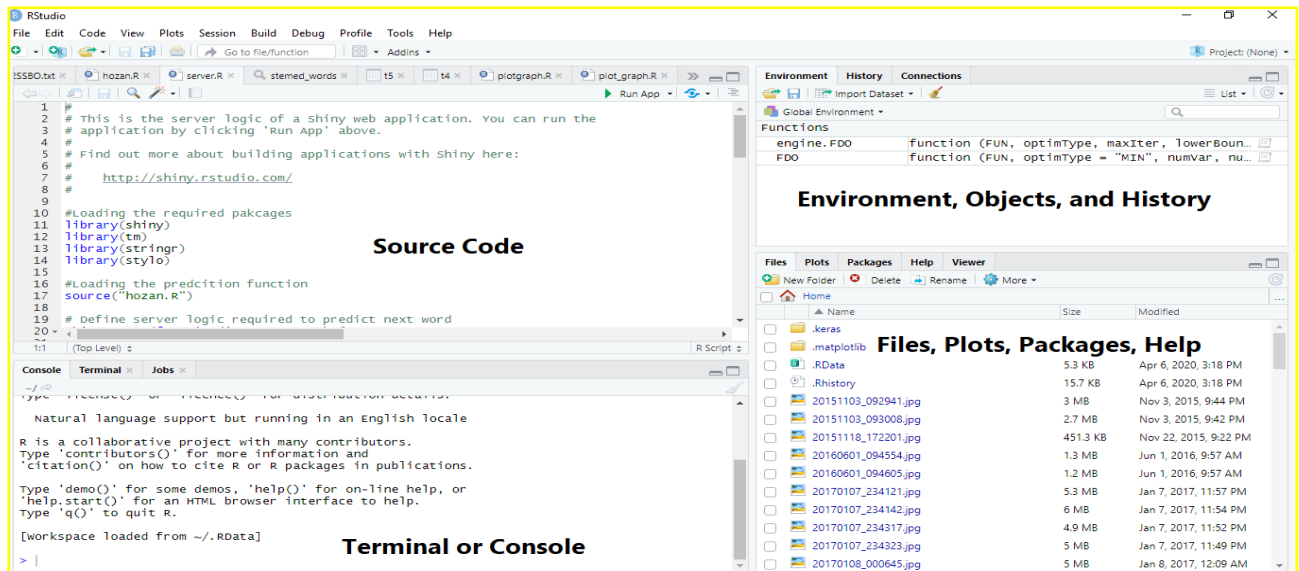 RStudio
File Edit Code View Plots Session Build Debug Profile Tools Help
Go to file/function Addins Project: (None)
SSBO.txt hozan.R server.R stemed_words t5 t4 plotgraph.R plot_graph.R
Run App
1 #
2 # This is the server logic of a Shiny web application. You can run the
3 # application by clicking 'Run App' above.
4 #
5 # Find out more about building applications with Shiny here:
6 #
7 # http://shiny.rstudio.com/
8 #
9
10 #Loading the required pakcages
11 library(shiny)
12 library(tm)
13 library(stringr)
14 library(stylo)
15
16 #Loading the predcition function
17 source("hozan.R")
18
19 # Define server logic required to predict next word
20
Source Code
1:1 (Top Level) R Script
Console Terminal Jobs
~/
Type 'license()' or 'licence()' for distribution details.
Natural language support but running in an English locale
R is a collaborative project with many contributors.
Type 'contributors()' for more information and
'citation()' on how to cite R or R packages in publications.
Type 'demo()' for some demos, 'help()' for on-line help, or
'help.start()' for an HTML browser interface to help.
Type 'q()' to quit R.
[Workspace loaded from ~/.RData]
>
Terminal or Console
Environment History Connections
Import Dataset List
Global Environment
Functions
engine.FDO function (FUN, optimType, maxIter, lowerBoun…
FDO function (FUN, optimType = "MIN", numVar, nu…
Environment, Objects, and History
Files Plots Packages Help Viewer
New Folder Delete Rename More
Home ...
Name Size Modified
.keras
.matplotlib
Files, Plots, Packages, Help
.RData 5.3 KB Apr 6, 2020, 3:18 PM
.Rhistory 15.7 KB Apr 6, 2020, 3:18 PM
20151103_092941.jpg 3 MB Nov 3, 2015, 9:44 PM
20151103_093008.jpg 2.7 MB Nov 3, 2015, 9:42 PM
20151118_172201.jpg 451.3 KB Nov 22, 2015, 9:22 PM
20160601_094554.jpg 1.3 MB Jun 1, 2016, 9:57 AM
20160601_094605.jpg 1.2 MB Jun 1, 2016, 9:57 AM
20170107_234121.jpg 5.3 MB Jan 7, 2017, 11:57 PM
20170107_234142.jpg 6 MB Jan 7, 2017, 11:54 PM
20170107_234317.jpg 4.9 MB Jan 7, 2017, 11:52 PM
20170107_234323.jpg 5 MB Jan 7, 2017, 11:49 PM
20170108_000645.jpg 5 MB Jan 8, 2017, 12:09 AM